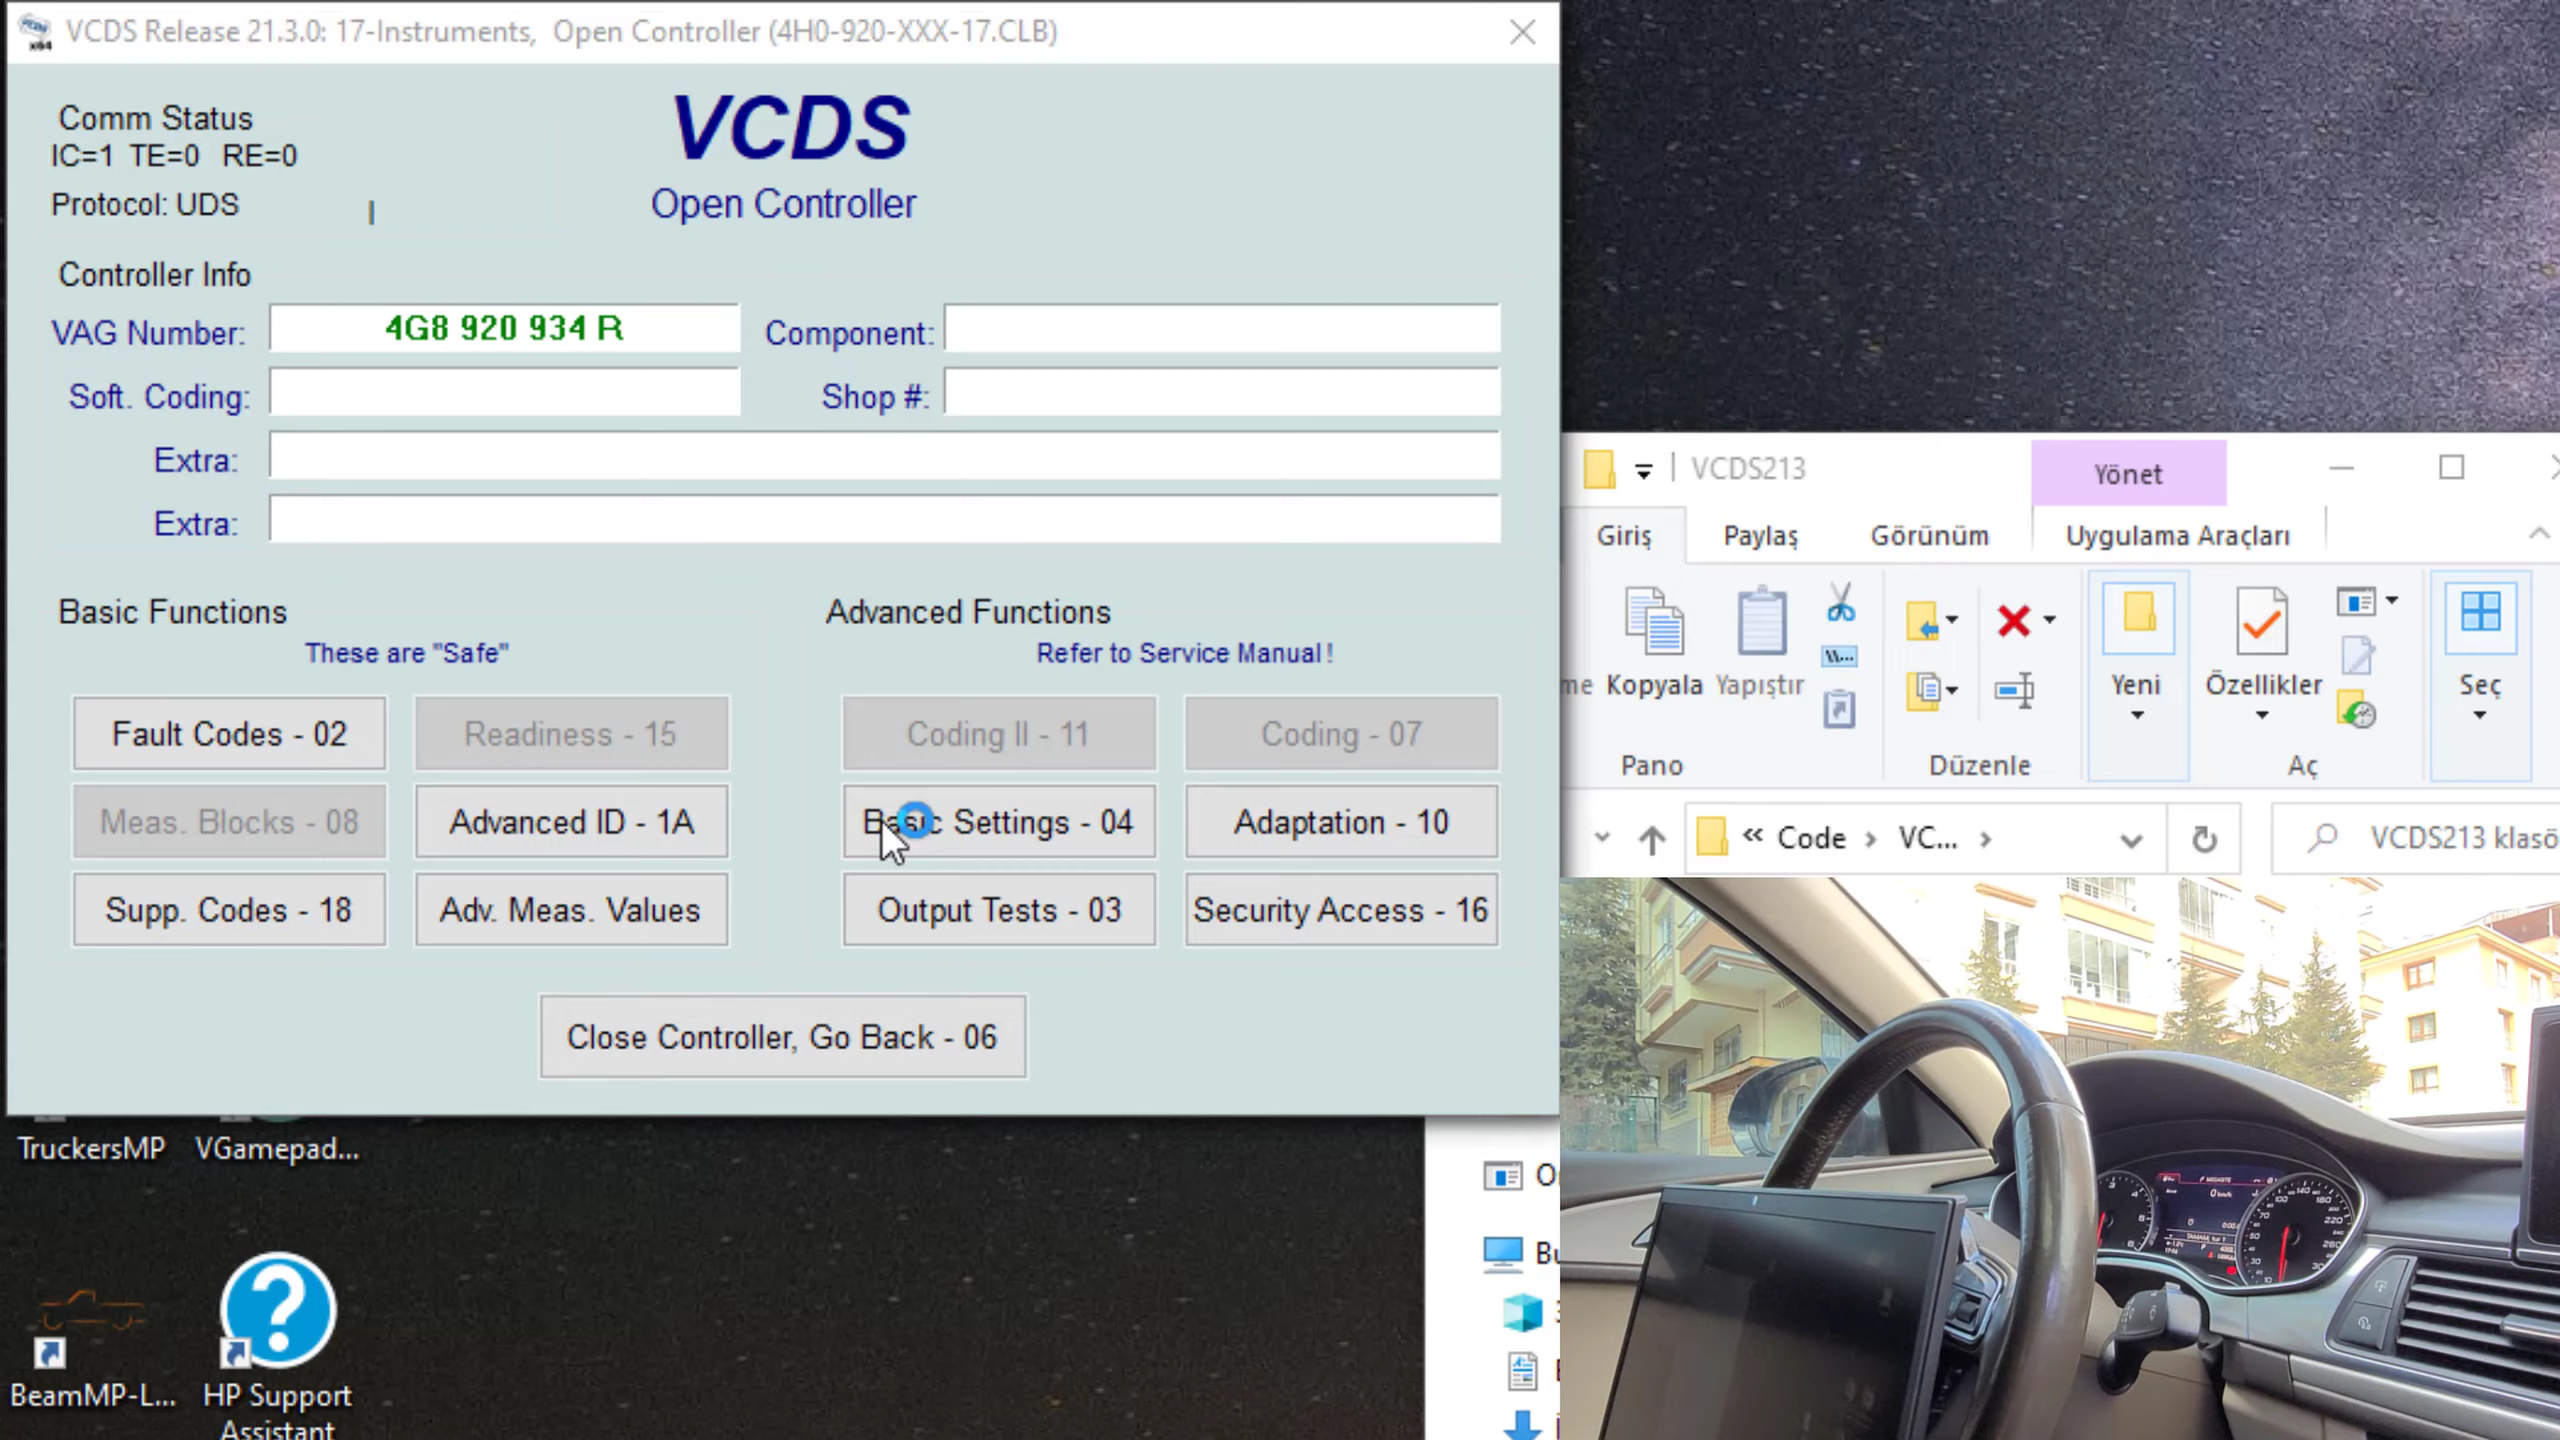 VCDS Release 21.3.0: 17-Instruments,  Open Controller (4H0-920-XXX-17.CLB)
Comm Status
IC=1  TE=0   RE=0
Protocol: UDS
VCDS
Open Controller
Controller Info
VAG Number:
4G8 920 934 R
Component:
Soft. Coding:
Shop #:
Extra:
Extra:
Basic Functions
These are "Safe"
Advanced Functions
Refer to Service Manual!
Fault Codes - 02
Readiness - 15
Coding II - 11
Coding - 07
Meas. Blocks - 08
Advanced ID - 1A
Basic Settings - 04
Adaptation - 10
Supp. Codes - 18
Adv. Meas. Values
Output Tests - 03
Security Access - 16
Close Controller, Go Back - 06
VCDS213
Yönet
Giriş
Paylaş
Görünüm
Uygulama Araçları
Kopyala
Yapıştır
Yeni
Özellikler
Seç
Pano
Düzenle
Aç
« Code › VC... ›
VCDS213 klasö
TruckersMP
VGamepad...
BeamMP-L...
HP Support
Assistant